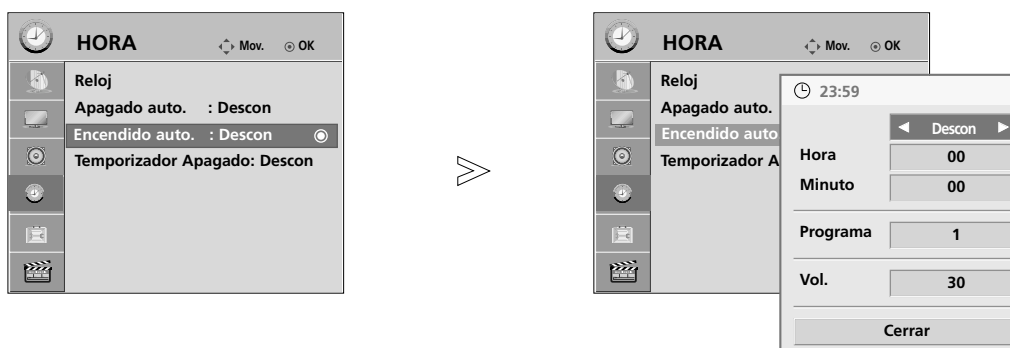 HORA Mov. OK
Reloj
Apagado auto. : Descon
Encendido auto. : Descon
Temporizador Apagado: Descon
HORA Mov. OK
Reloj
Apagado auto.
Encendido auto
Temporizador A
23:59
Descon
Hora 00
Minuto 00
Programa 1
Vol. 30
Cerrar